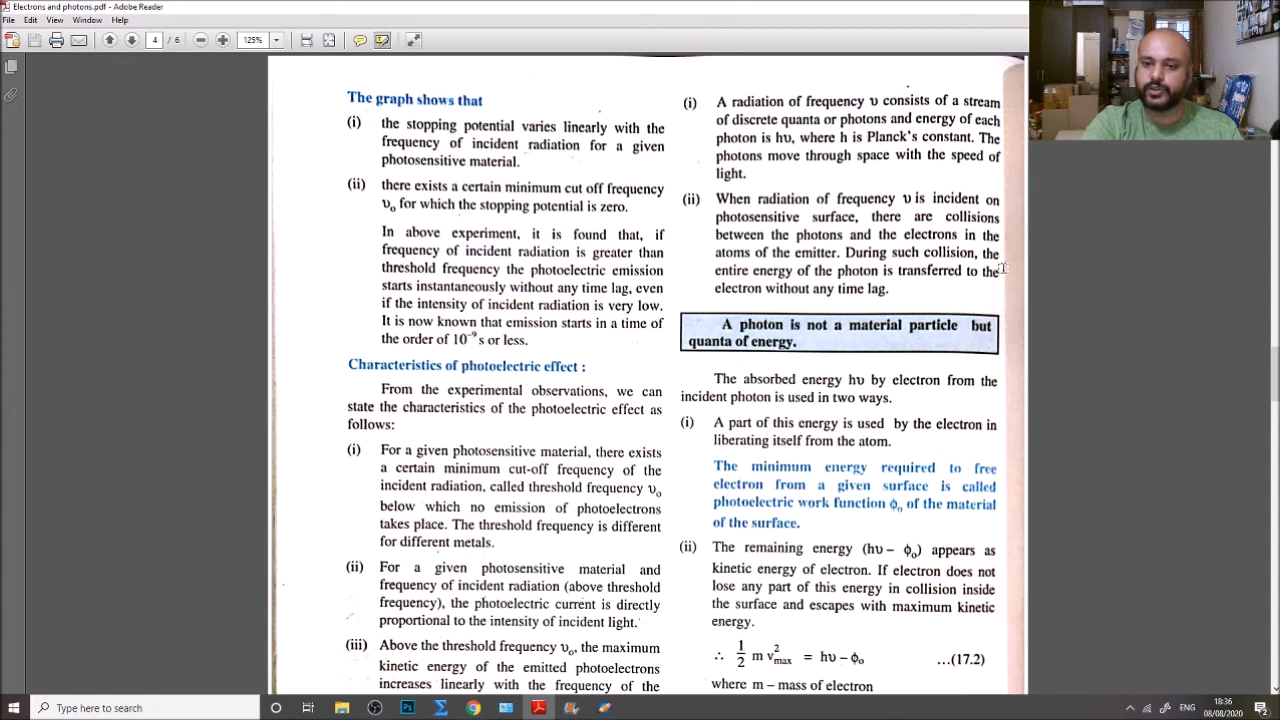 Electrons and photons.pdf - Adobe Reader
File Edit View Window Help
4 / 6 125%
The graph shows that
(i) the stopping potential varies linearly with the
frequency of incident radiation for a given
photosensitive material.
(ii) there exists a certain minimum cut off frequency
υₒ for which the stopping potential is zero.
In above experiment, it is found that, if
frequency of incident radiation is greater than
threshold frequency the photoelectric emission
starts instantaneously without any time lag, even
if the intensity of incident radiation is very low.
It is now known that emission starts in a time of
the order of 10⁻⁹s or less.
Characteristics of photoelectric effect :
From the experimental observations, we can
state the characteristics of the photoelectric effect as
follows:
(i) For a given photosensitive material, there exists
a certain minimum cut-off frequency of the
incident radiation, called threshold frequency υₒ
below which no emission of photoelectrons
takes place. The threshold frequency is different
for different metals.
(ii) For a given photosensitive material and
frequency of incident radiation (above threshold
frequency), the photoelectric current is directly
proportional to the intensity of incident light.
(iii) Above the threshold frequency υₒ, the maximum
kinetic energy of the emitted photoelectrons
increases linearly with the frequency of the
(i) A radiation of frequency υ consists of a stream
of discrete quanta or photons and energy of each
photon is hυ, where h is Planck's constant. The
photons move through space with the speed of
light.
(ii) When radiation of frequency υ is incident on
photosensitive surface, there are collisions
between the photons and the electrons in the
atoms of the emitter. During such collision, the
entire energy of the photon is transferred to the
electron without any time lag.
A photon is not a material particle but
quanta of energy.
The absorbed energy hυ by electron from the
incident photon is used in two ways.
(i) A part of this energy is used by the electron in
liberating itself from the atom.
The minimum energy required to free
electron from a given surface is called
photoelectric work function ϕₒ of the material
of the surface.
(ii) The remaining energy (hυ – ϕₒ) appears as
kinetic energy of electron. If electron does not
lose any part of this energy in collision inside
the surface and escapes with maximum kinetic
energy.
∴ 1/2 m v²max = hυ – ϕₒ ...(17.2)
where m – mass of electron
Type here to search
ENG
18:36
08/08/2020